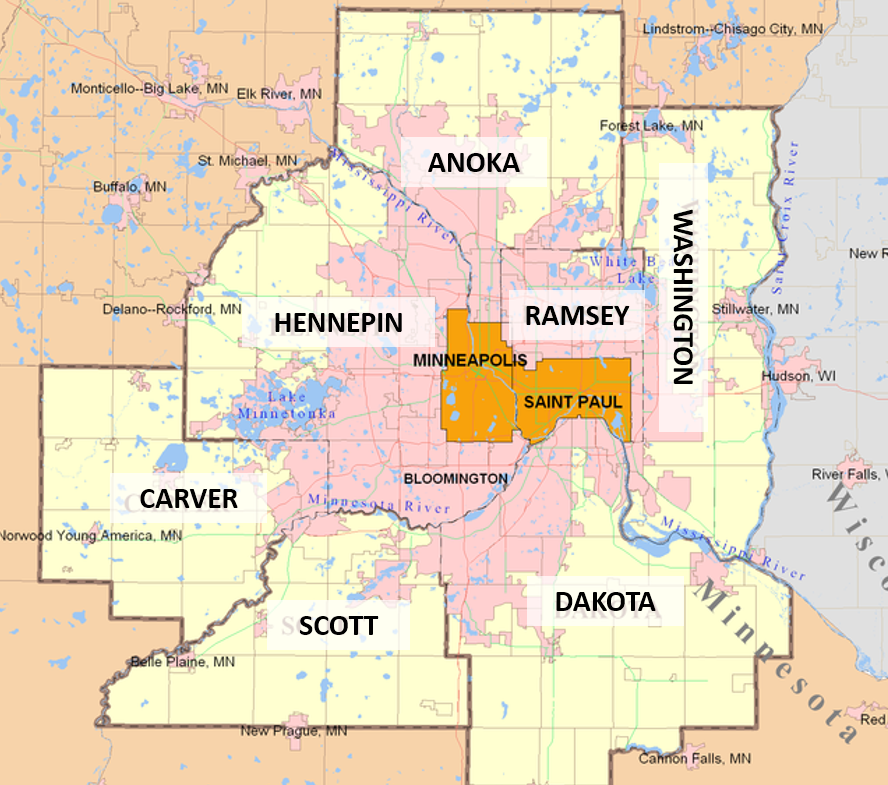 Lindstrom--Chisago City, MN
Monticello--Big Lake, MN
Elk River, MN
Forest Lake, MN
St. Michael, MN
Mississippi River
ANOKA
Buffalo, MN
Saint Croix River
WASHINGTON
White
Lake
New
Delano--Rockford, MN
HENNEPIN
RAMSEY
Stillwater, MN
MINNEAPOLIS
Hudson, WI
Lake
Minnetonka
SAINT PAUL
BLOOMINGTON
River Falls,
CARVER
Minnesota River
Norwood Young America, MN
Mississippi River
Wisco
DAKOTA
SCOTT
Minnesota
Belle Plaine, MN
New Prague, MN
Red
Cannon Falls, MN